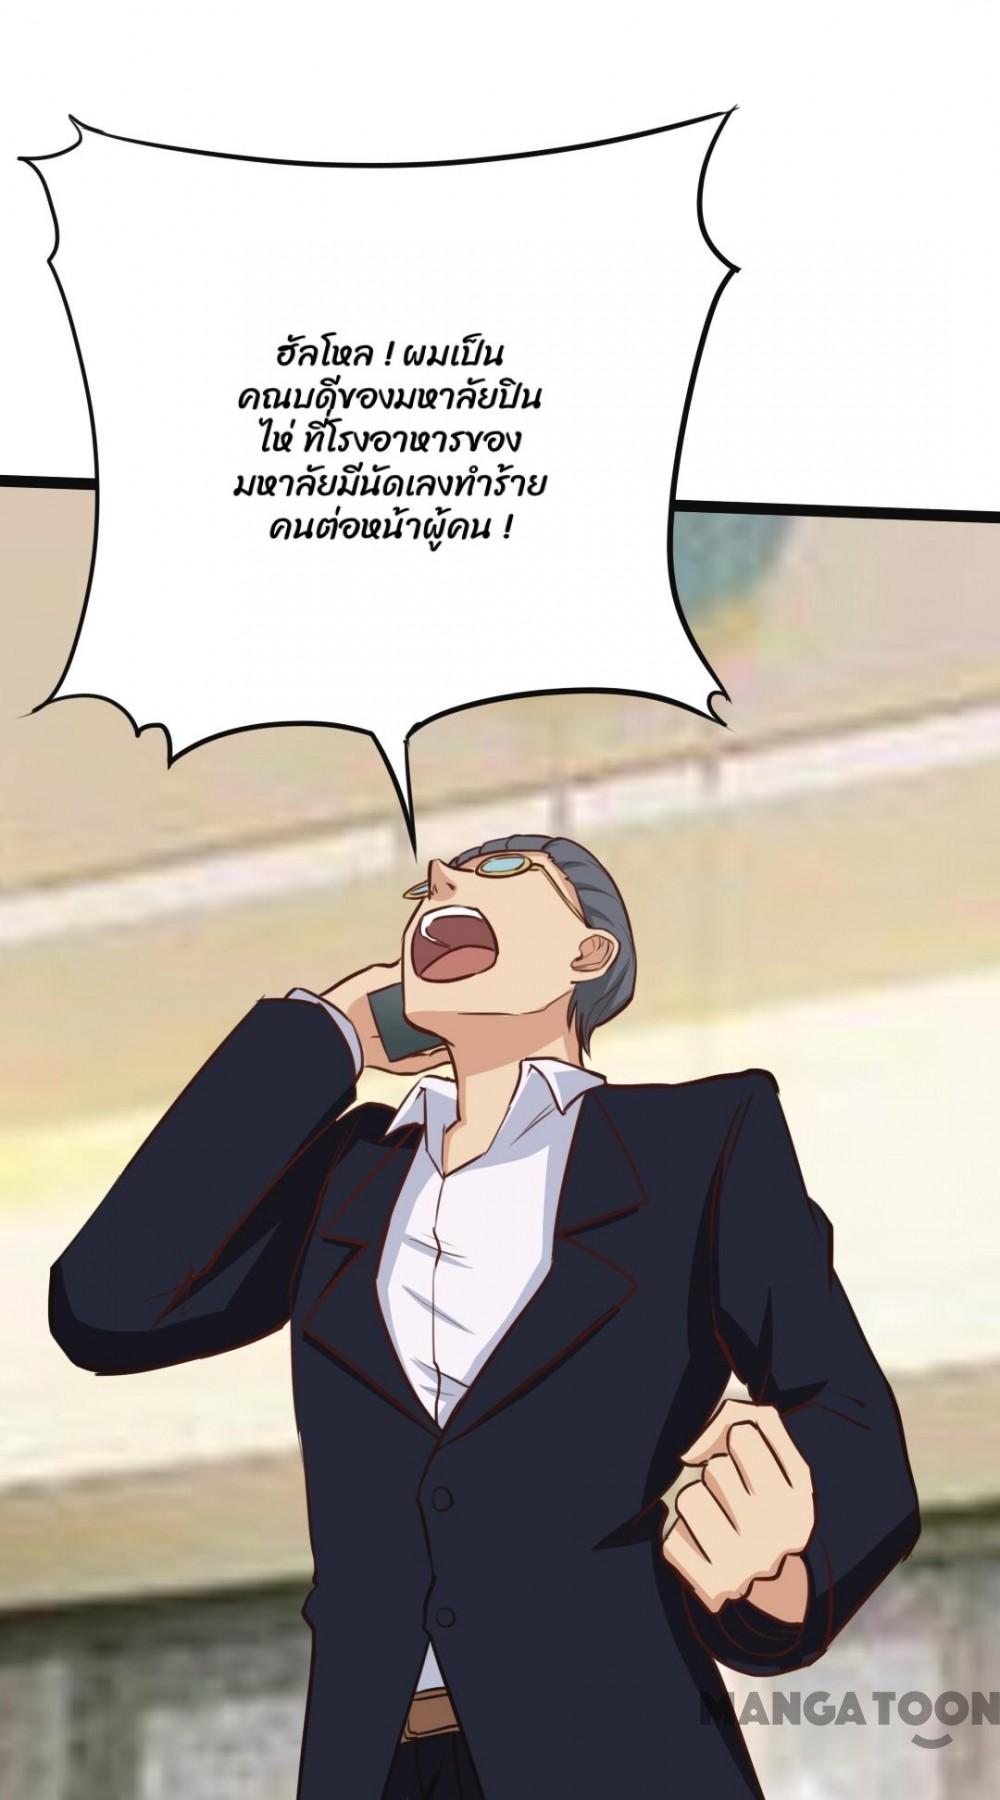 ฮัลโหล ! ผมเป็น
คณบดีของมหาลัยปิน
ไห่ ที่โรงอาหารของ
มหาลัยมีนัดเลงทำร้าย
คนต่อหน้าผู้คน !
MANGA TOON